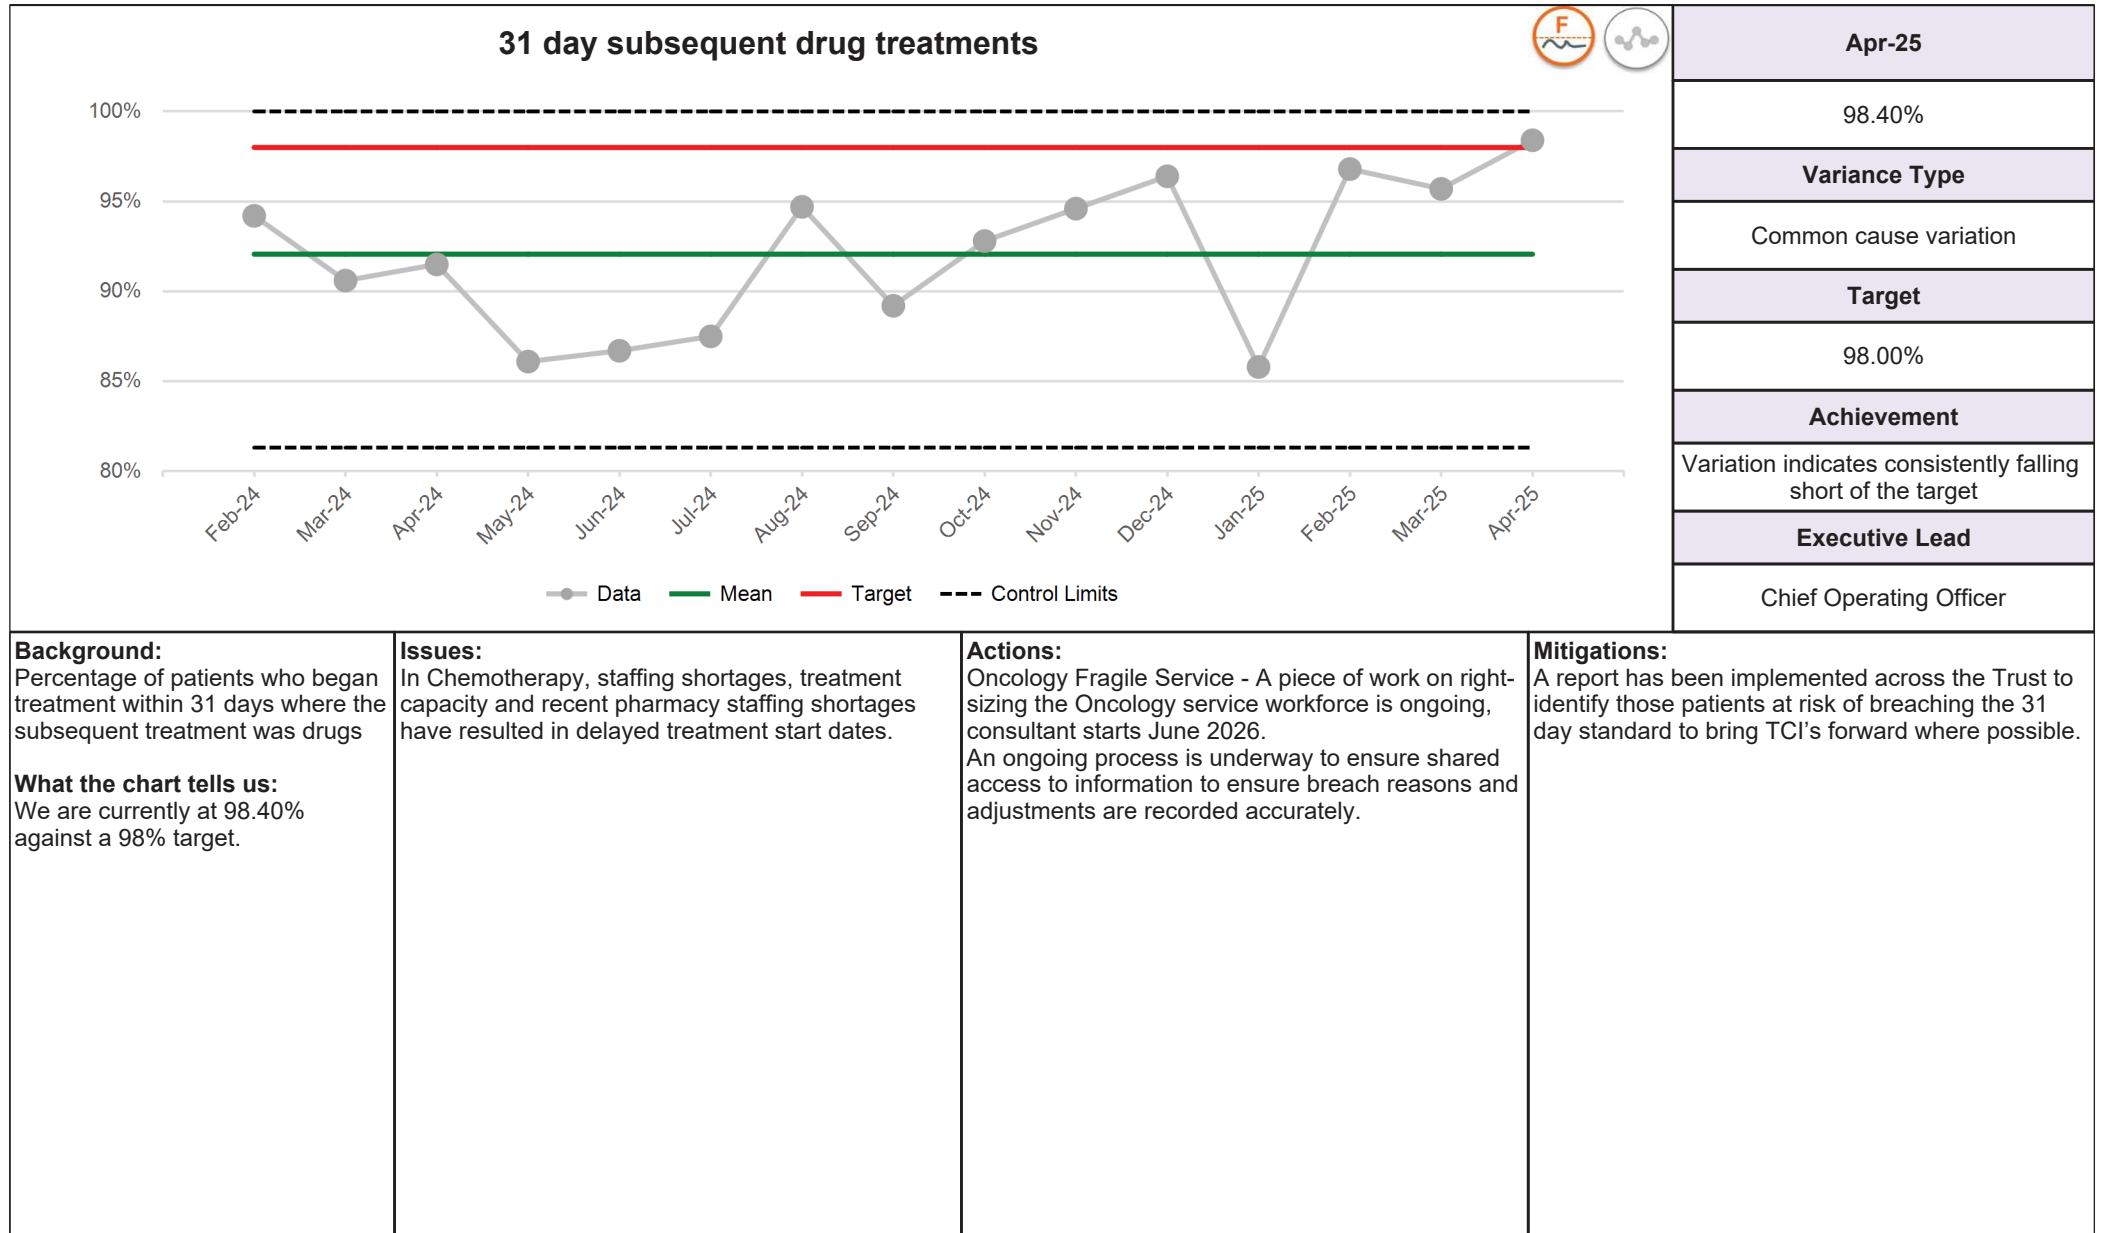 31 day subsequent drug treatments
F
100%
95%
90%
85%
80%
Feb-24
Mar-24
Apr-24
May-24
Jun-24
Jul-24
Aug-24
Sep-24
Oct-24
Nov-24
Dec-24
Jan-25
Feb-25
Mar-25
Apr-25
Data
Mean
Target
Control Limits
Apr-25
98.40%
Variance Type
Common cause variation
Target
98.00%
Achievement
Variation indicates consistently falling
short of the target
Executive Lead
Chief Operating Officer
Background:
Percentage of patients who began
treatment within 31 days where the
subsequent treatment was drugs
What the chart tells us:
We are currently at 98.40%
against a 98% target.
Issues:
In Chemotherapy, staffing shortages, treatment
capacity and recent pharmacy staffing shortages
have resulted in delayed treatment start dates.
Actions:
Oncology Fragile Service - A piece of work on right-
sizing the Oncology service workforce is ongoing,
consultant starts June 2026.
An ongoing process is underway to ensure shared
access to information to ensure breach reasons and
adjustments are recorded accurately.
Mitigations:
A report has been implemented across the Trust to
identify those patients at risk of breaching the 31
day standard to bring TCI’s forward where possible.